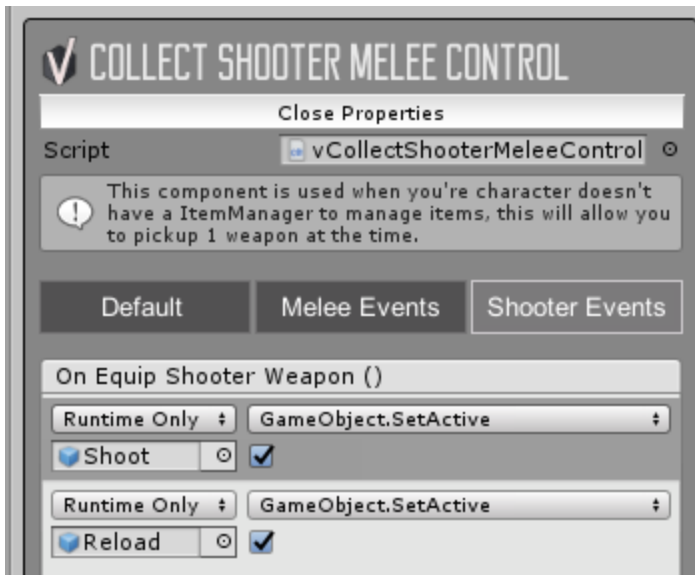 COLLECT SHOOTER MELEE CONTROL
Close Properties
Script vCollectShooterMeleeControl
This component is used when you're character doesn't
have a ItemManager to manage items, this will allow you
to pickup 1 weapon at the time.
Default Melee Events Shooter Events
On Equip Shooter Weapon ()
Runtime Only GameObject.SetActive
Shoot
Runtime Only GameObject.SetActive
Reload